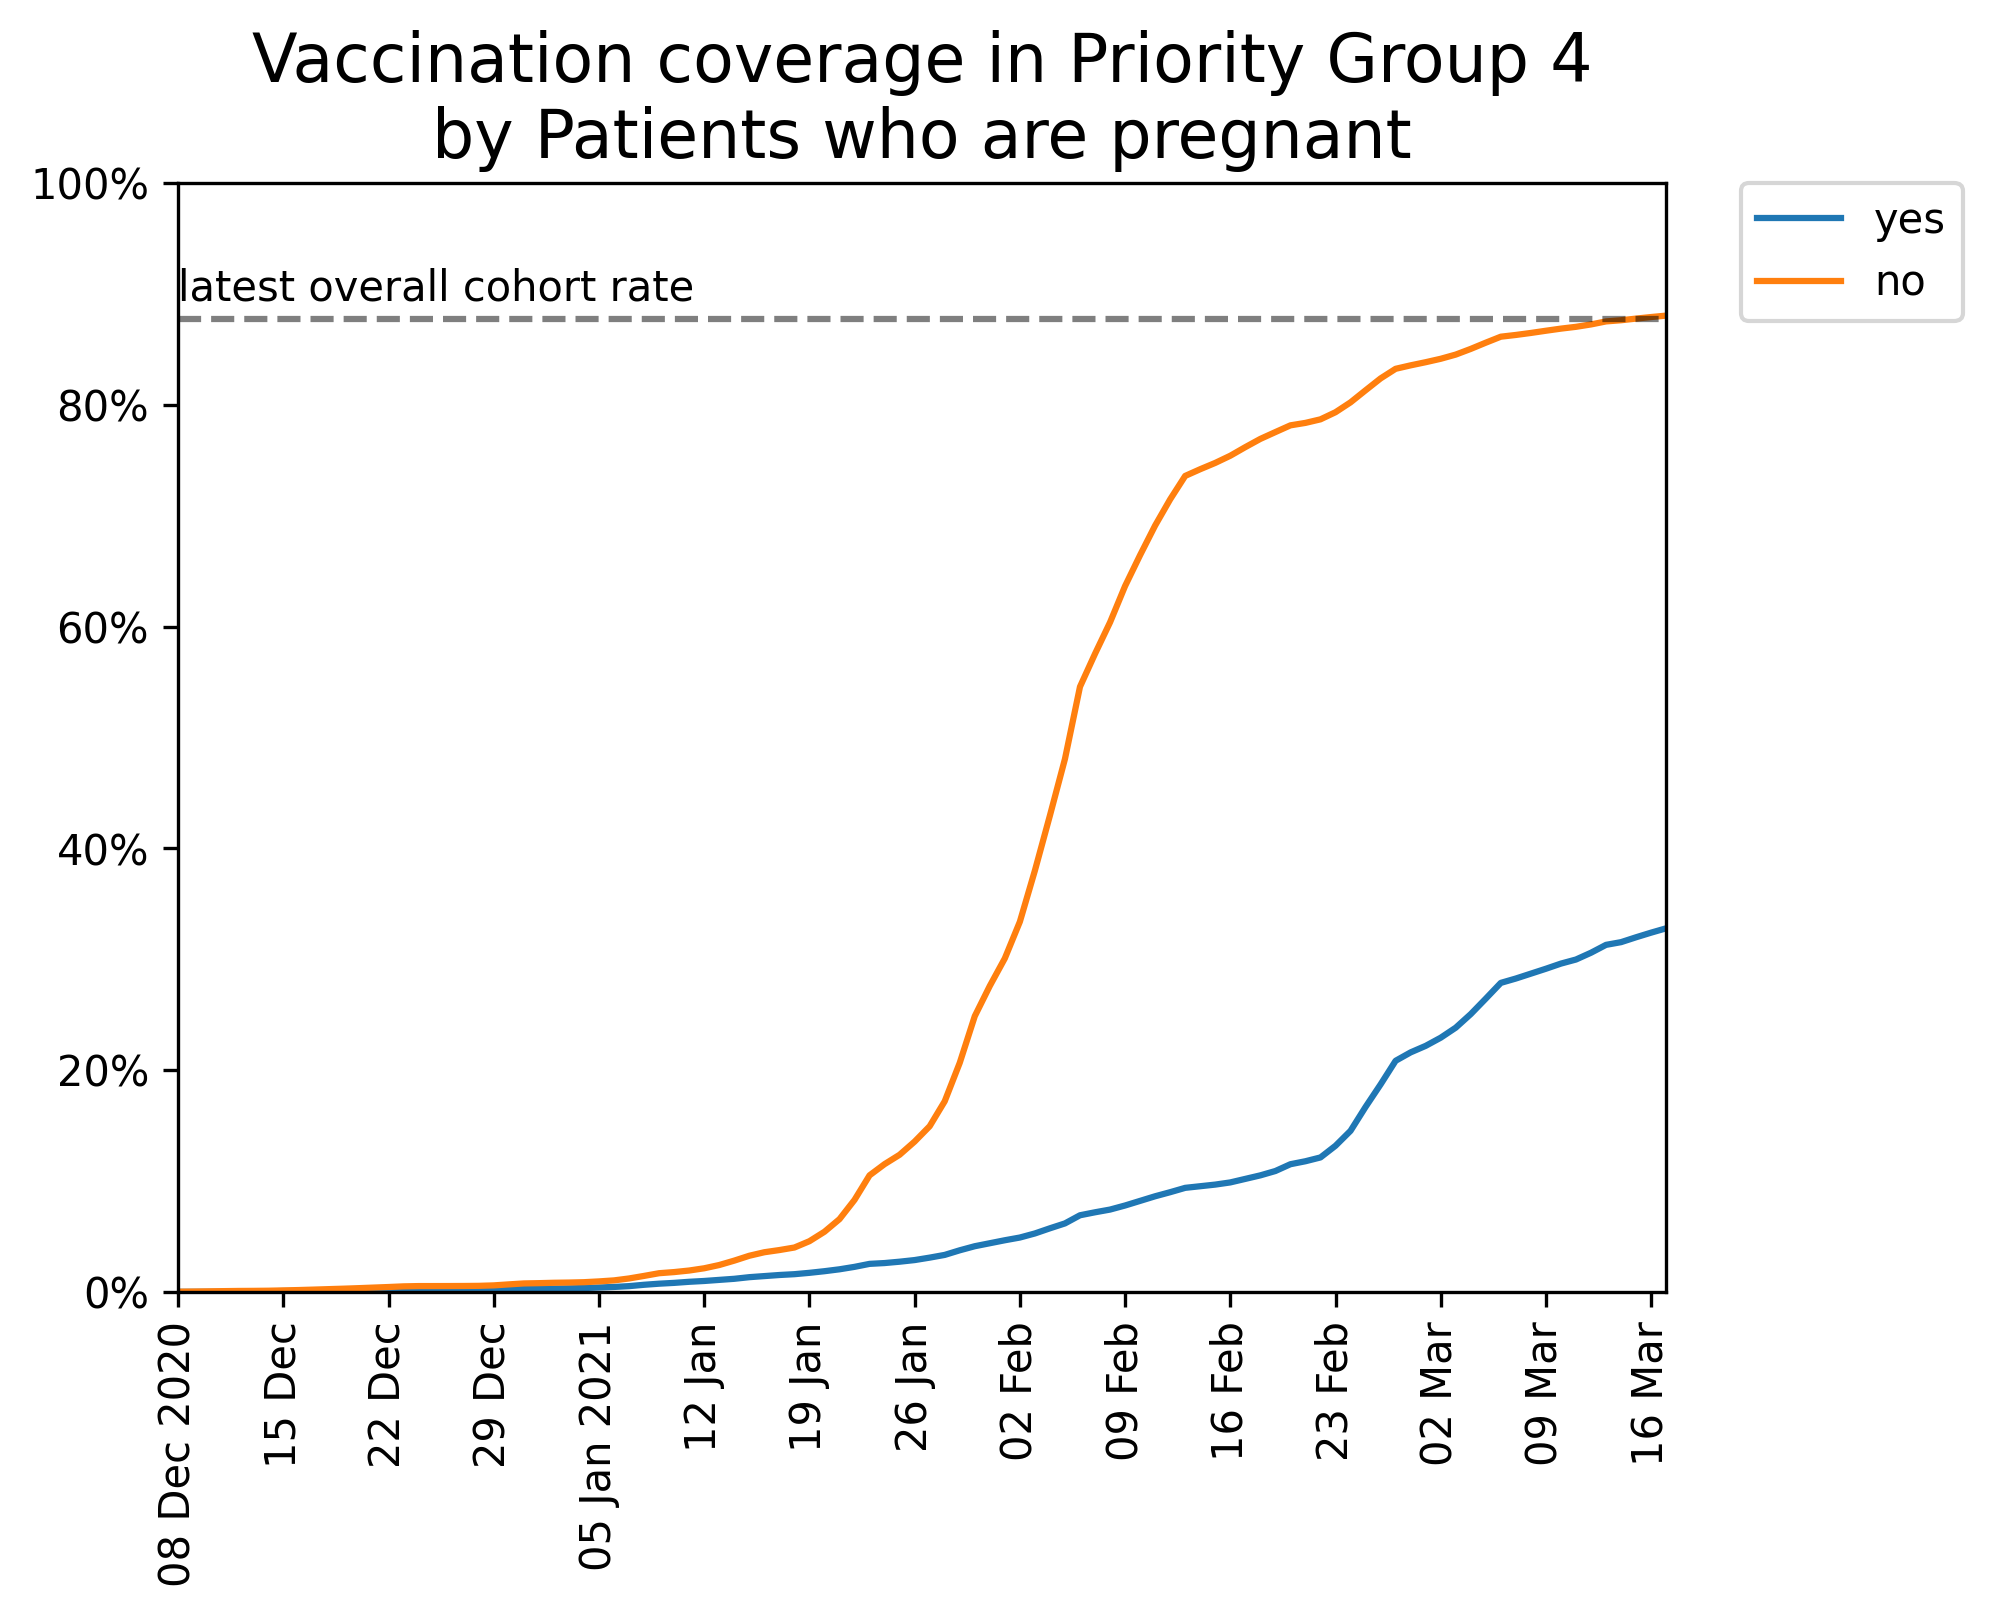 Vaccination coverage in Priority Group 4
by Patients who are pregnant
100%
80%
60%
40%
20%
0%
latest overall cohort rate
yes
no
08 Dec 2020
15 Dec
22 Dec
29 Dec
05 Jan 2021
12 Jan
19 Jan
26 Jan
02 Feb
09 Feb
16 Feb
23 Feb
02 Mar
09 Mar
16 Mar